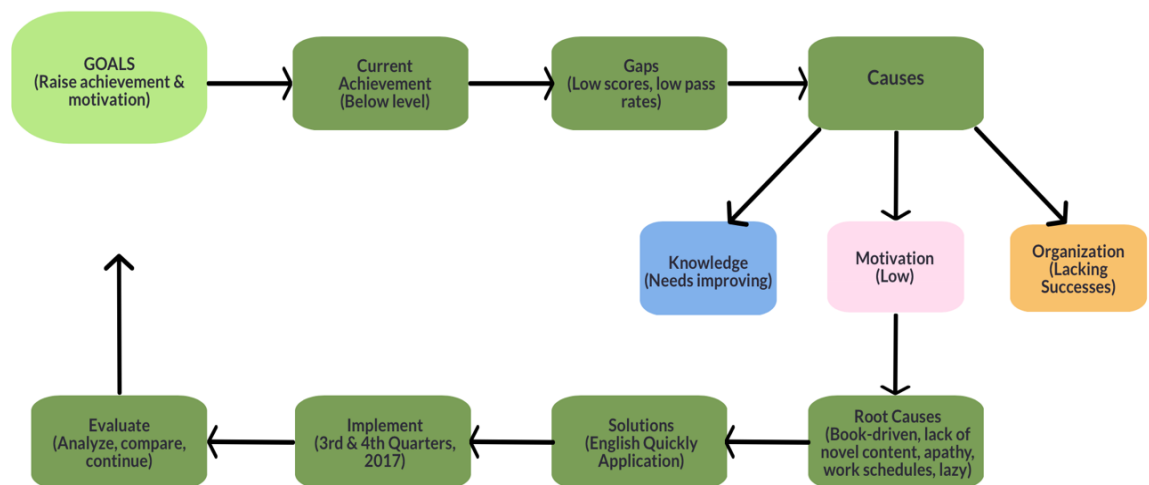 GOALS
(Raise achievement &
motivation)
Current
Achievement
(Below level)
Gaps
(Low scores, low pass
rates)
Causes
Knowledge
(Needs improving)
Motivation
(Low)
Organization
(Lacking
Successes)
Evaluate
(Analyze, compare,
continue)
Implement
(3rd & 4th Quarters,
2017)
Solutions
(English Quickly
Application)
Root Causes
(Book-driven, lack of
novel content, apathy,
work schedules, lazy)